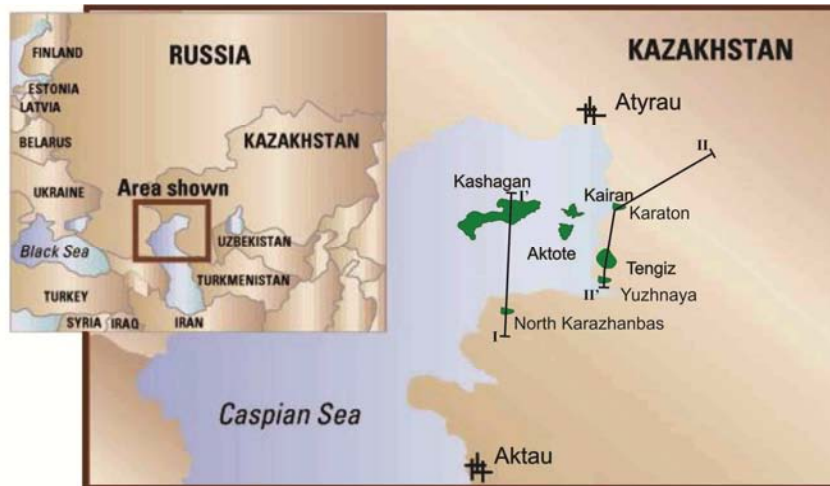 FINLAND
RUSSIA
ESTONIA
LATVIA
BELARUS
KAZAKHSTAN
UKRAINE
Area shown
Black Sea
UZBEKISTAN
TURKMENISTAN
TURKEY
SYRIA
IRAQ
IRAN
KAZAKHSTAN
Atyrau
II
Kashagan
I'
Kairan
Karaton
Aktote
Tengiz
II'
Yuzhnaya
North Karazhanbas
I
Caspian Sea
Aktau